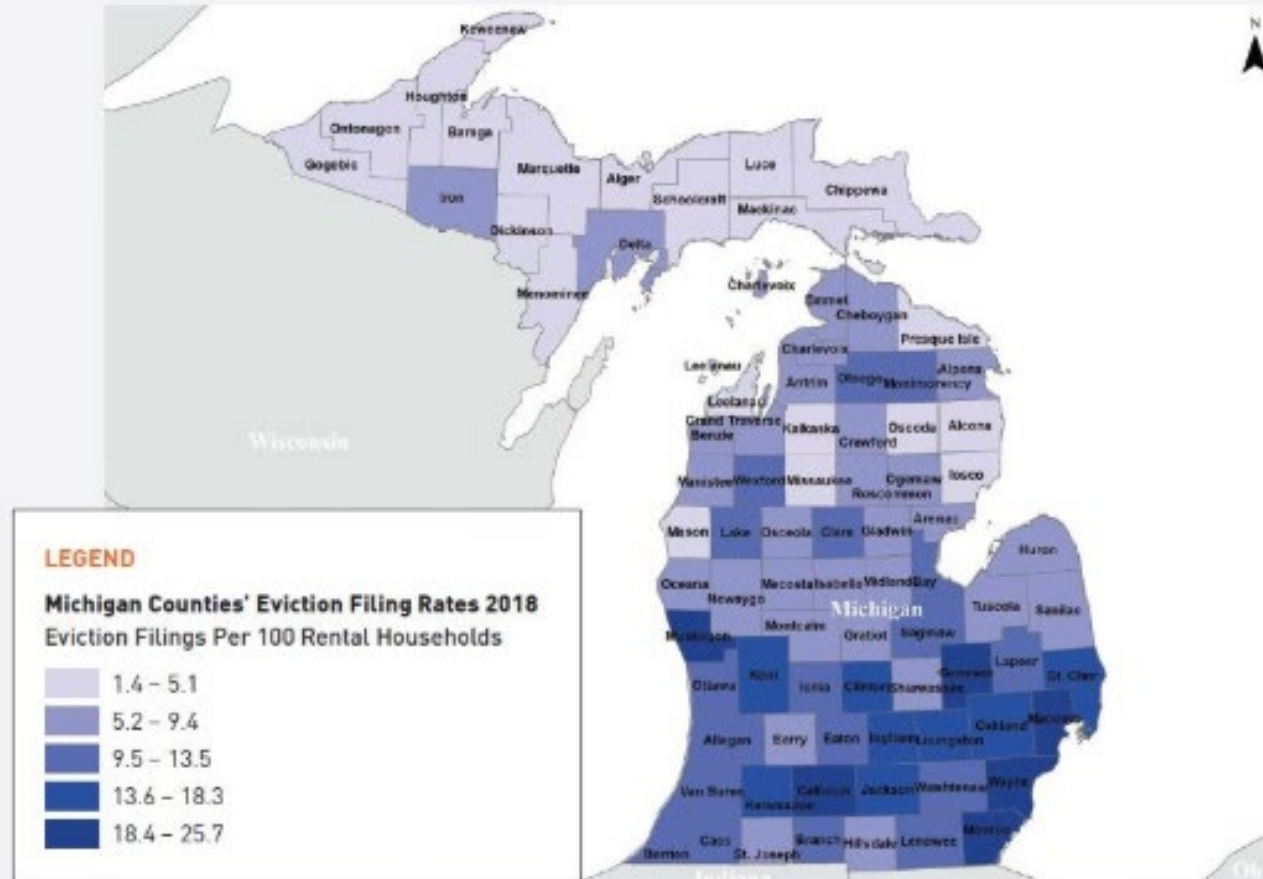 N
Keweenaw
Houghton
Ontonagon
Baraga
Gogebic
Marquette
Alger
Luce
Chippewa
Iron
Schoolcraft
Mackinac
Dickinson
Delta
Menominee
Charlevoix
Emmet
Cheboygan
Presque Isle
Charlevoix
Leelanau
Antrim
Otsego
Montmorency
Alpena
Leelanau
Grand Traverse
Benzie
Kalkaska
Crawford
Oscoda
Alcona
Wisconsin
Manistee
Wexford
Missaukee
Roscommon
Ogemaw
Iosco
Mason
Lake
Osceola
Clare
Gladwin
Arenac
Huron
Oceana
Newaygo
Mecosta
Isabella
Midland
Bay
Michigan
Tuscola
Sanilac
Muskegon
Montcalm
Gratiot
Saginaw
Ottawa
Kent
Ionia
Clinton
Shiawassee
Genesee
Lapeer
St. Clair
Allegan
Barry
Eaton
Ingham
Livingston
Oakland
Macomb
Van Buren
Kalamazoo
Calhoun
Jackson
Washtenaw
Wayne
Berrien
Cass
St. Joseph
Branch
Hillsdale
Lenawee
Monroe
Indiana
LEGEND
Michigan Counties' Eviction Filing Rates 2018
Eviction Filings Per 100 Rental Households
1.4 – 5.1
5.2 – 9.4
9.5 – 13.5
13.6 – 18.3
18.4 – 25.7